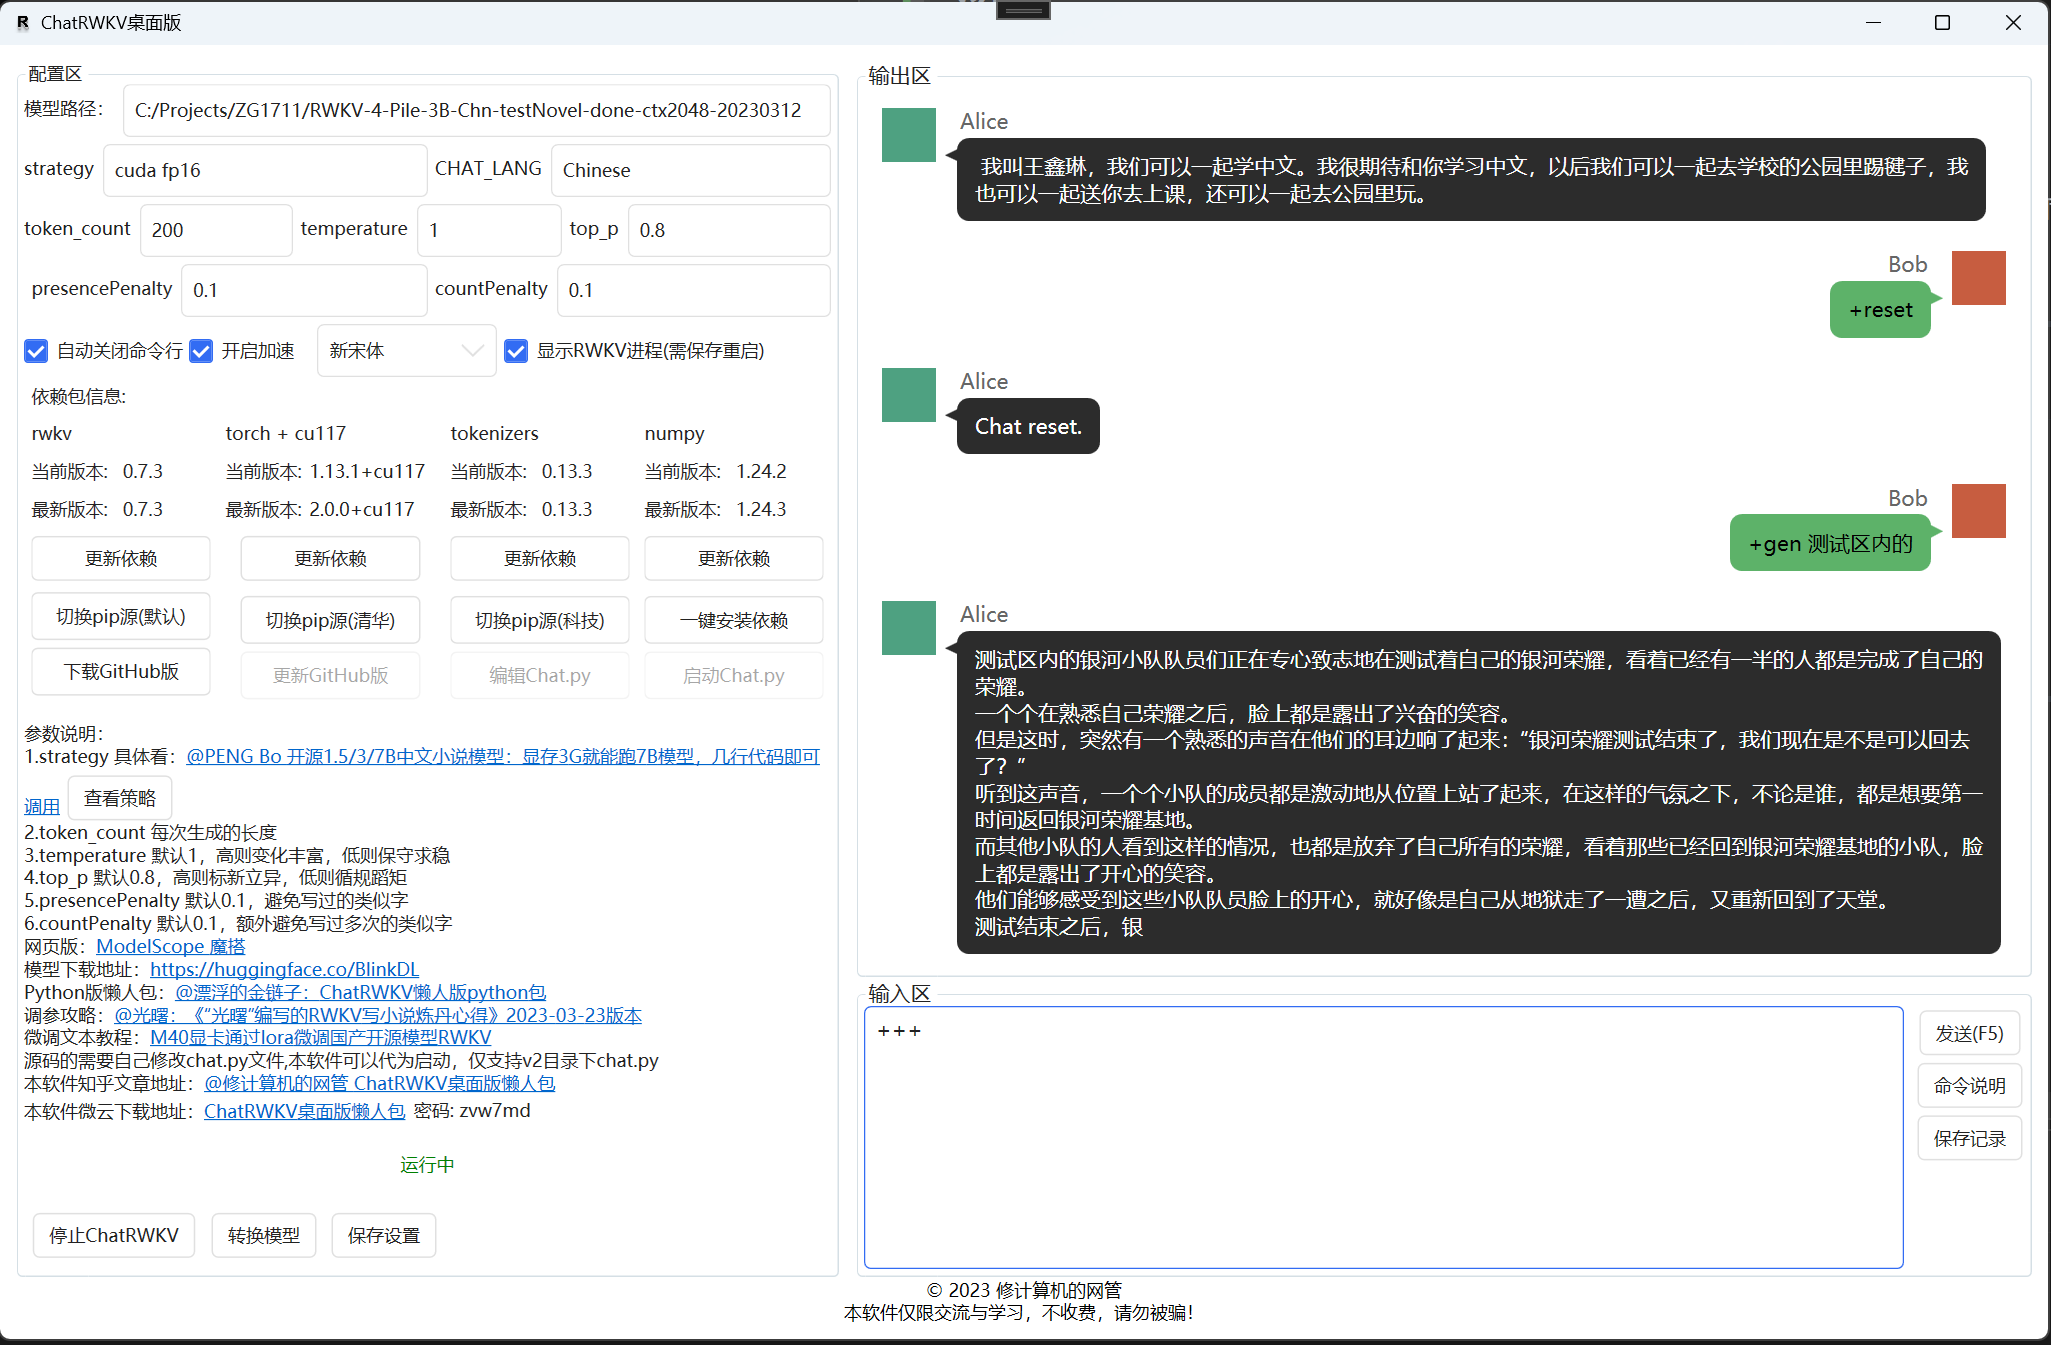 R ChatRWKV桌面版
配置区
模型路径： C:/Projects/ZG1711/RWKV-4-Pile-3B-Chn-testNovel-done-ctx2048-20230312
strategy cuda fp16 CHAT_LANG Chinese
token_count 200 temperature 1 top_p 0.8
presencePenalty 0.1 countPenalty 0.1
自动关闭命令行 开启加速 新宋体 显示RWKV进程(需保存重启)
依赖包信息:
rwkv torch + cu117 tokenizers numpy
当前版本: 0.7.3 当前版本: 1.13.1+cu117 当前版本: 0.13.3 当前版本: 1.24.2
最新版本: 0.7.3 最新版本: 2.0.0+cu117 最新版本: 0.13.3 最新版本: 1.24.3
更新依赖 更新依赖 更新依赖 更新依赖
切换pip源(默认) 切换pip源(清华) 切换pip源(科技) 一键安装依赖
下载GitHub版 更新GitHub版 编辑Chat.py 启动Chat.py
参数说明：
1.strategy 具体看：@PENG Bo 开源1.5/3/7B中文小说模型：显存3G就能跑7B模型，几行代码即可
调用 查看策略
2.token_count 每次生成的长度
3.temperature 默认1，高则变化丰富，低则保守求稳
4.top_p 默认0.8，高则标新立异，低则循规蹈矩
5.presencePenalty 默认0.1，避免写过的类似字
6.countPenalty 默认0.1，额外避免写过多次的类似字
网页版：ModelScope 魔搭
模型下载地址：https://huggingface.co/BlinkDL
Python版懒人包：@漂浮的金链子：ChatRWKV懒人版python包
调参攻略：@光曙：《“光曙”编写的RWKV写小说炼丹心得》2023-03-23版本
微调文本教程：M40显卡通过lora微调国产开源模型RWKV
源码的需要自己修改chat.py文件,本软件可以代为启动，仅支持v2目录下chat.py
本软件知乎文章地址：@修计算机的网管 ChatRWKV桌面版懒人包
本软件微云下载地址：ChatRWKV桌面版懒人包 密码: zvw7md
运行中
停止ChatRWKV 转换模型 保存设置
输出区
Alice
我叫王鑫琳，我们可以一起学中文。我很期待和你学习中文，以后我们可以一起去学校的公园里踢毽子，我
也可以一起送你去上课，还可以一起去公园里玩。
Bob
+reset
Alice
Chat reset.
Bob
+gen 测试区内的
Alice
测试区内的银河小队队员们正在专心致志地在测试着自己的银河荣耀，看着已经有一半的人都是完成了自己的
荣耀。
一个个在熟悉自己荣耀之后，脸上都是露出了兴奋的笑容。
但是这时，突然有一个熟悉的声音在他们的耳边响了起来：“银河荣耀测试结束了，我们现在是不是可以回去
了？”
听到这声音，一个个小队的成员都是激动地从位置上站了起来，在这样的气氛之下，不论是谁，都是想要第一
时间返回银河荣耀基地。
而其他小队的人看到这样的情况，也都是放弃了自己所有的荣耀，看着那些已经回到银河荣耀基地的小队，脸
上都是露出了开心的笑容。
他们能够感受到这些小队队员脸上的开心，就好像是自己从地狱走了一遭之后，又重新回到了天堂。
测试结束之后，银
输入区
+++
发送(F5)
命令说明
保存记录
© 2023 修计算机的网管
本软件仅限交流与学习，不收费，请勿被骗！